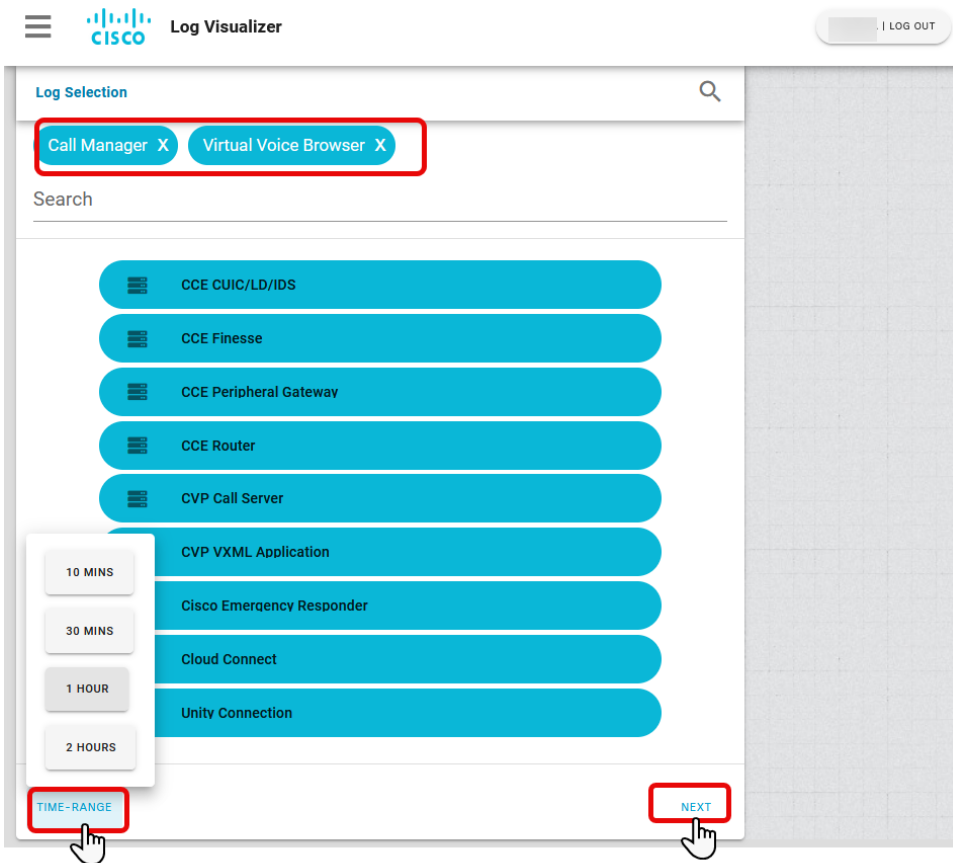 CISCO
Log Visualizer
| LOG OUT
Log Selection
Call Manager X
Virtual Voice Browser X
Search
CCE CUIC/LD/IDS
CCE Finesse
CCE Peripheral Gateway
CCE Router
CVP Call Server
CVP VXML Application
Cisco Emergency Responder
Cloud Connect
Unity Connection
10 MINS
30 MINS
1 HOUR
2 HOURS
TIME-RANGE
NEXT